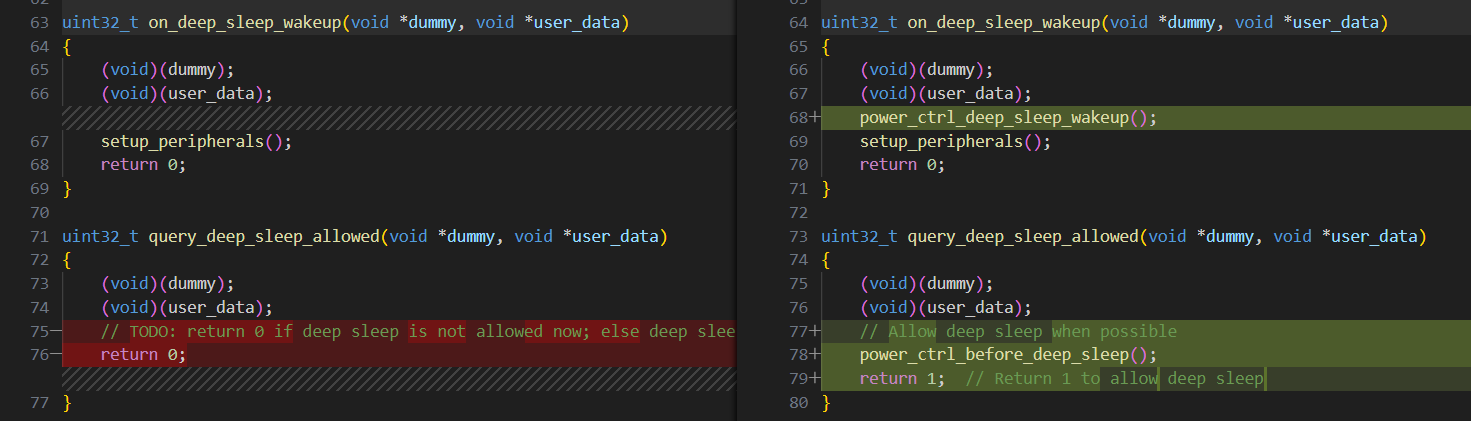 63 uint32_t on_deep_sleep_wakeup(void *dummy, void *user_data)
64 {
65     (void)(dummy);
66     (void)(user_data);
67     setup_peripherals();
68     return 0;
69 }
70
71 uint32_t query_deep_sleep_allowed(void *dummy, void *user_data)
72 {
73     (void)(dummy);
74     (void)(user_data);
75—    // TODO: return 0 if deep sleep is not allowed now; else deep slee
76—    return 0;
77 }
64 uint32_t on_deep_sleep_wakeup(void *dummy, void *user_data)
65 {
66     (void)(dummy);
67     (void)(user_data);
68+    power_ctrl_deep_sleep_wakeup();
69     setup_peripherals();
70     return 0;
71 }
72
73 uint32_t query_deep_sleep_allowed(void *dummy, void *user_data)
74 {
75     (void)(dummy);
76     (void)(user_data);
77+    // Allow deep sleep when possible
78+    power_ctrl_before_deep_sleep();
79+    return 1;  // Return 1 to allow deep sleep
80 }